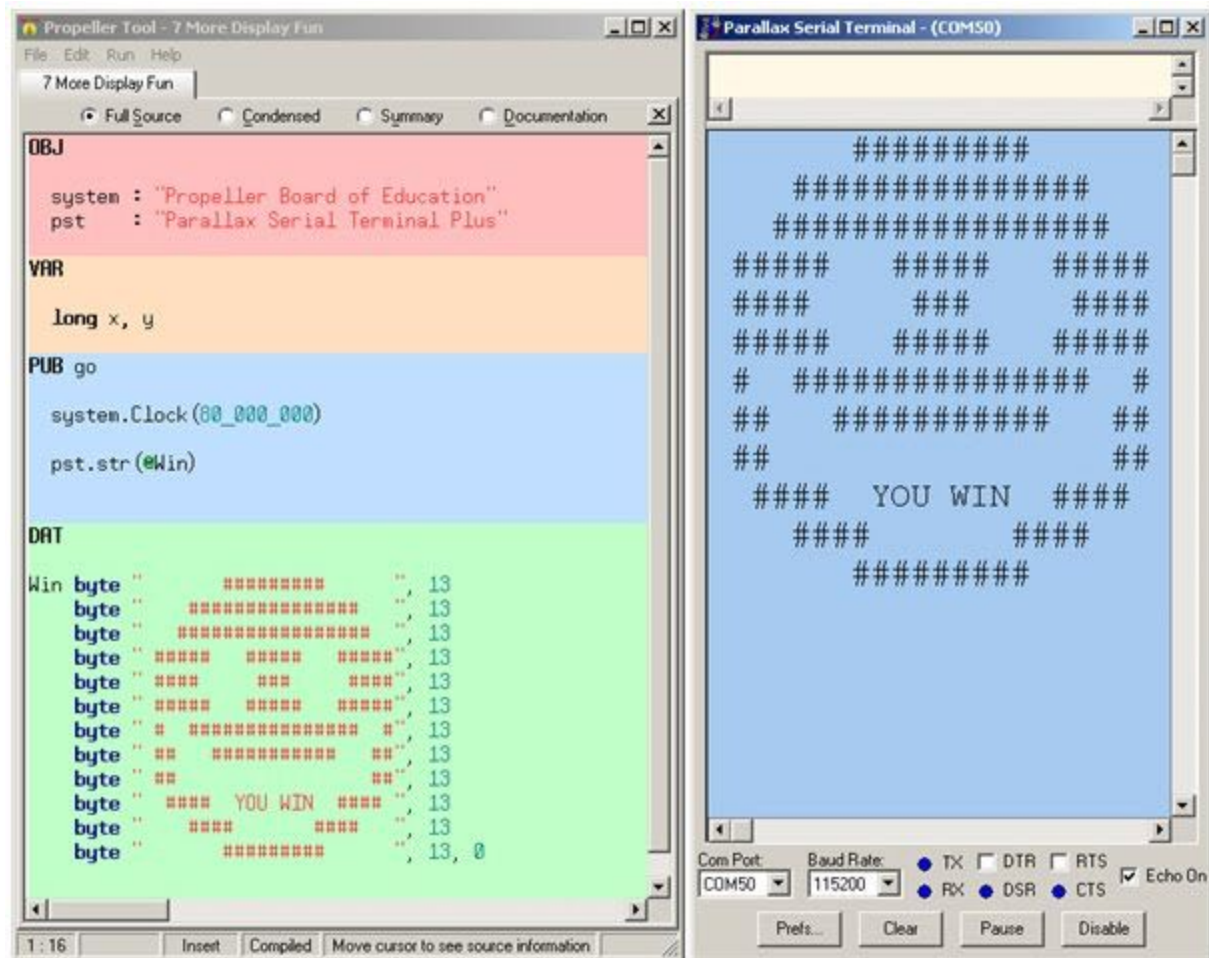 Propeller Tool - 7 More Display Fun
File Edit Run Help
7 More Display Fun
Full Source Condensed Summary Documentation
OBJ
system : "Propeller Board of Education"
pst : "Parallax Serial Terminal Plus"
VAR
long x, y
PUB go
system.Clock(80_000_000)
pst.str(@Win)
DAT
Win byte "      #########      ", 13
byte "   ###############   ", 13
byte "  #################  ", 13
byte "#####   #####   #####", 13
byte "####     ###     ####", 13
byte "#####   #####   #####", 13
byte "#  ###############  #", 13
byte "##   ###########   ##", 13
byte "##                 ##", 13
byte " ####  YOU WIN  #### ", 13
byte "   ####       ####   ", 13
byte "      #########      ", 13, 0
1 : 16 Insert Compiled Move cursor to see source information
Parallax Serial Terminal - (COM50)
      #########
   ###############
  #################
#####   #####   #####
####     ###     ####
#####   #####   #####
#  ###############  #
##   ###########   ##
##                 ##
 ####  YOU WIN  ####
   ####       ####
      #########
Com Port: Baud Rate: TX DTR RTS
COM50 115200 RX DSR CTS Echo On
Prefs... Clear Pause Disable